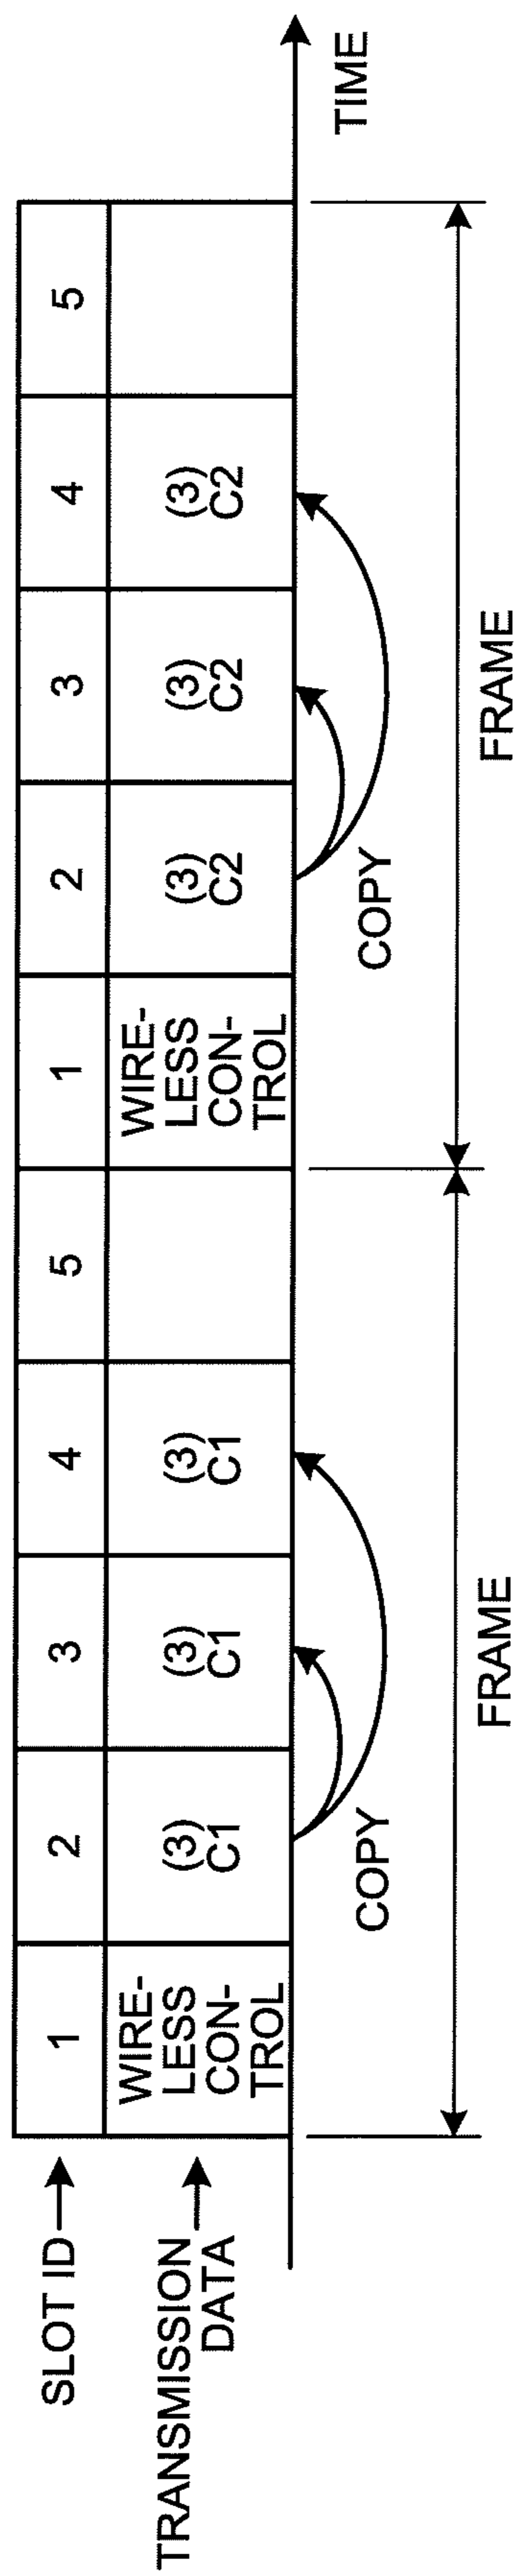 SLOT ID
1
2
3
4
5
1
2
3
4
5
TRANSMISSION
DATA
WIRE-
LESS
CON-
TROL
(3)
C1
(3)
C1
(3)
C1
WIRE-
LESS
CON-
TROL
(3)
C2
(3)
C2
(3)
C2
TIME
COPY
COPY
FRAME
FRAME